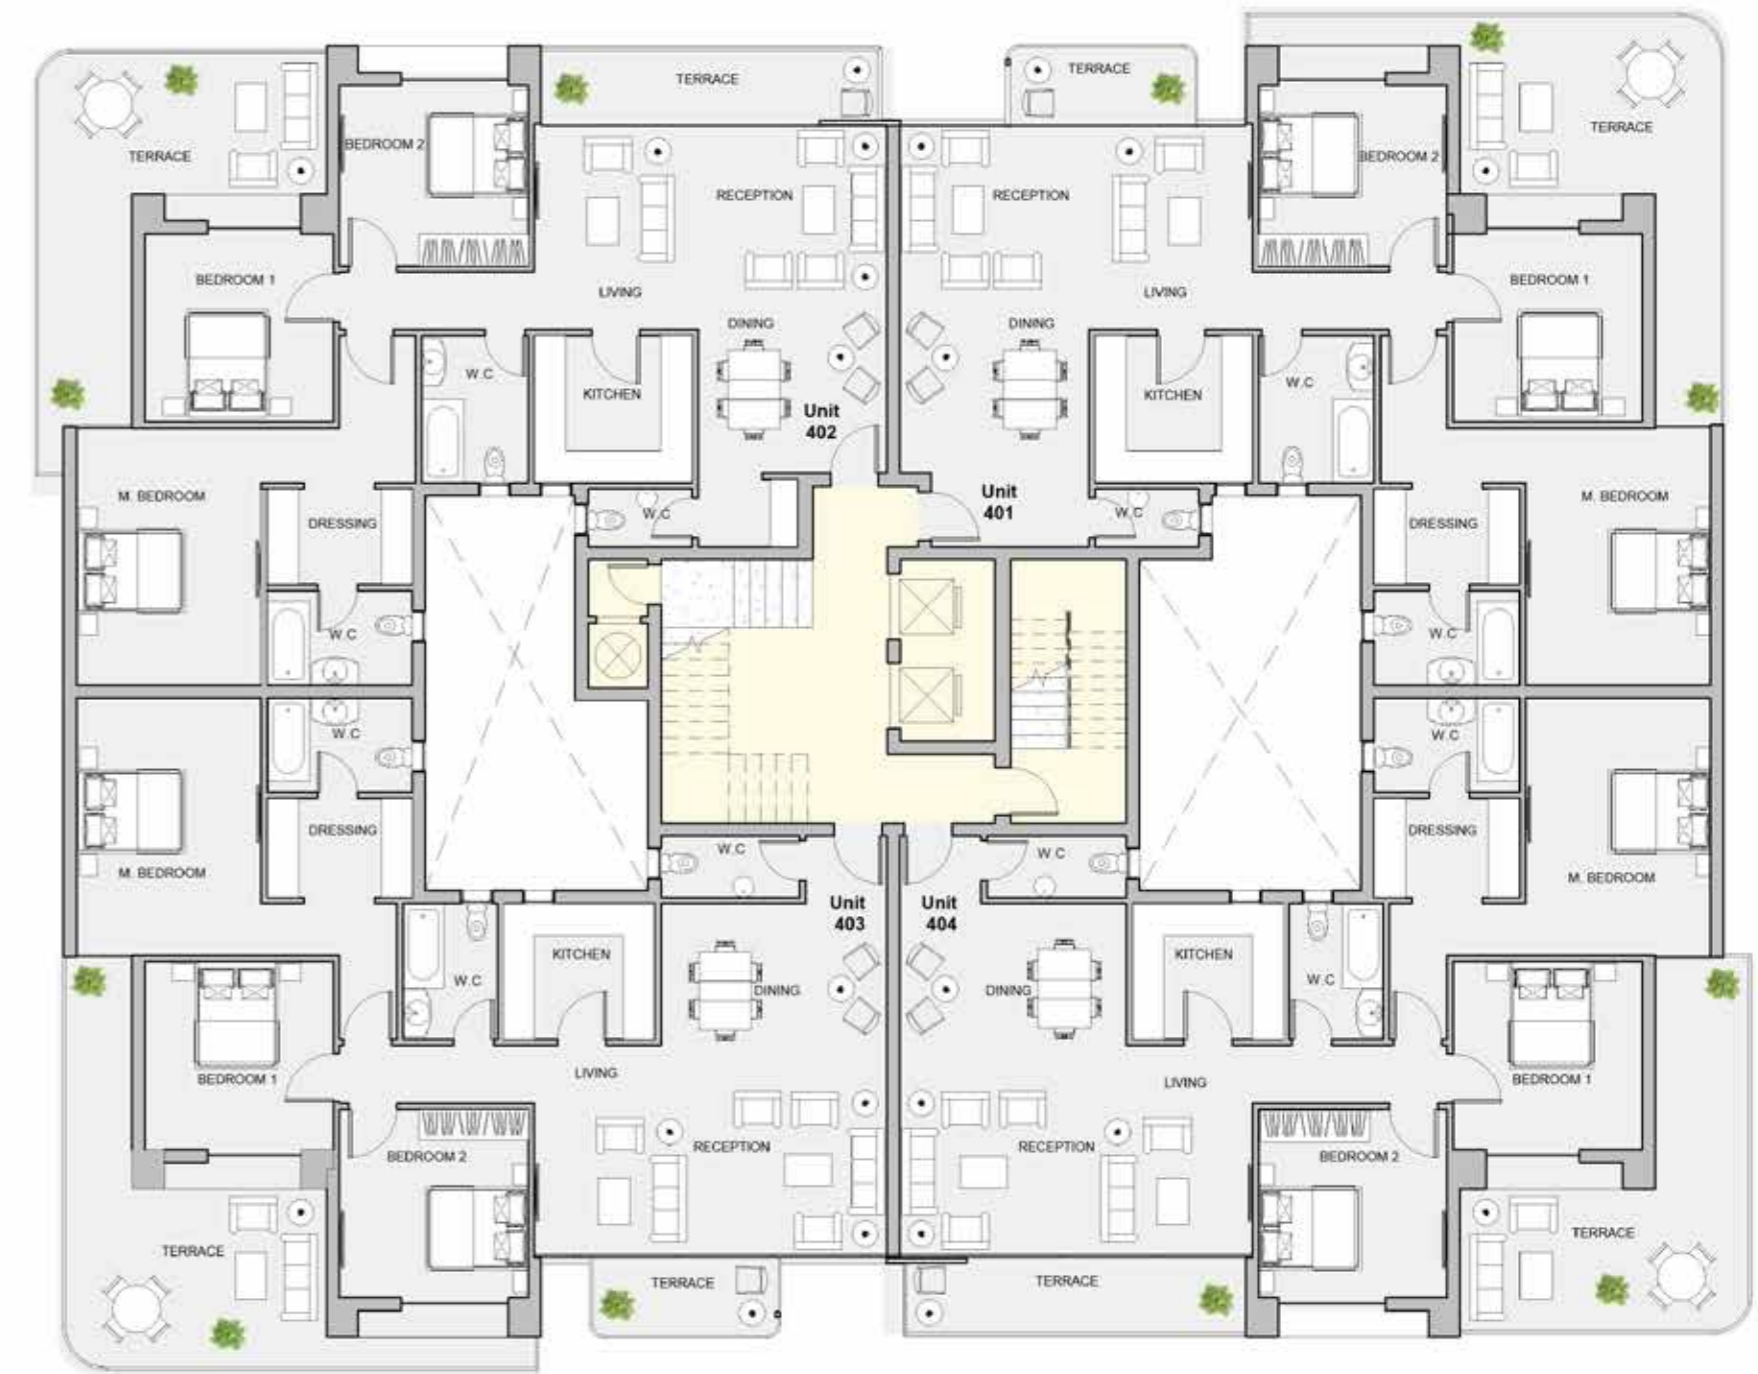 TERRACE
TERRACE
TERRACE
TERRACE
BEDROOM 2
BEDROOM 2
RECEPTION
RECEPTION
BEDROOM 1
LIVING
LIVING
BEDROOM 1
DINING
DINING
W.C
KITCHEN
KITCHEN
W.C
Unit
402
M. BEDROOM
DRESSING
W.C
Unit
401
W.C
DRESSING
M. BEDROOM
W.C
W.C
W.C
W.C
M. BEDROOM
DRESSING
W.C
W.C
DRESSING
M. BEDROOM
Unit
403
Unit
404
W.C
KITCHEN
DINING
DINING
KITCHEN
W.C
BEDROOM 1
LIVING
LIVING
BEDROOM 1
BEDROOM 2
RECEPTION
RECEPTION
BEDROOM 2
TERRACE
TERRACE
TERRACE
TERRACE